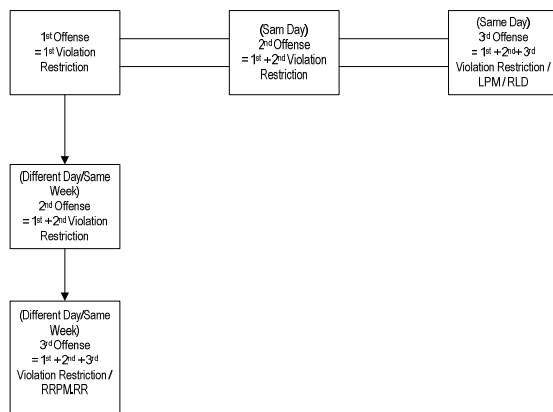 1st Offense
= 1st Violation
Restriction
(Sam Day)
2nd Offense
= 1st + 2nd Violation
Restriction
(Same Day)
3rd Offense
= 1st + 2nd + 3rd
Violation Restriction /
LPM / RLD
(Different Day/Same
Week)
2nd Offense
= 1st + 2nd Violation
Restriction
(Different Day/Same
Week)
3rd Offense
= 1st + 2nd + 3rd
Violation Restriction /
RRPM.RR